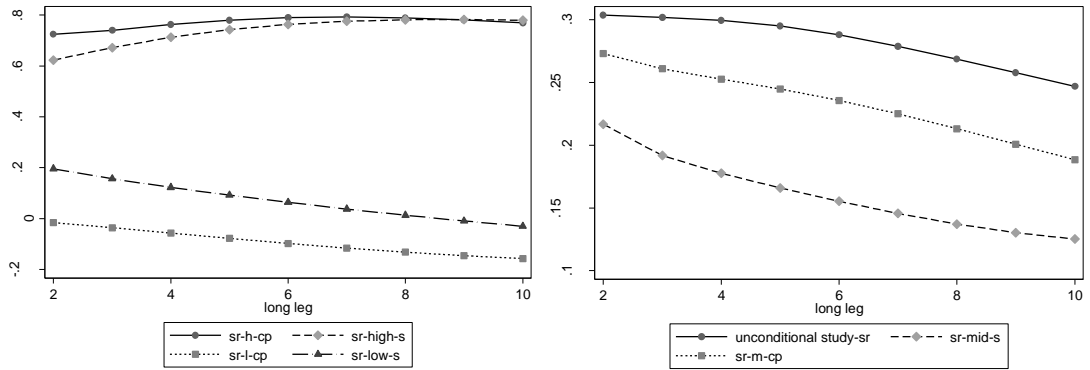 .8
.6
.4
.2
0
-.2
2 4 6 8 10
long leg
sr-h-cp sr-high-s
sr-l-cp sr-low-s
.3
.25
.2
.15
.1
2 4 6 8 10
long leg
unconditional study-sr sr-mid-s
sr-m-cp